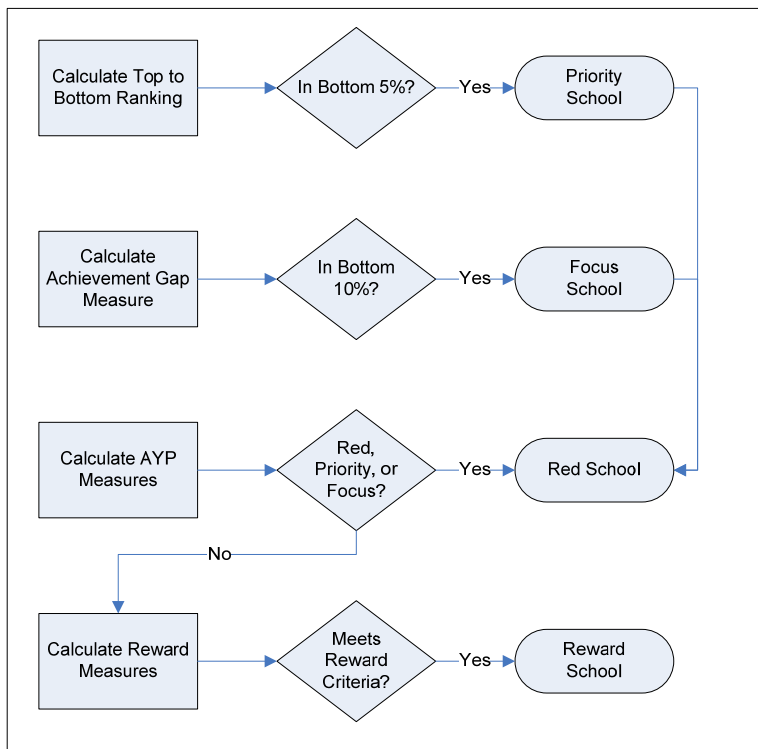 Calculate Top to
Bottom Ranking
In Bottom 5%?
Yes
Priority
School
Calculate
Achievement Gap
Measure
In Bottom
10%?
Yes
Focus
School
Calculate AYP
Measures
Red,
Priority, or
Focus?
Yes
Red School
No
Calculate Reward
Measures
Meets
Reward
Criteria?
Yes
Reward
School